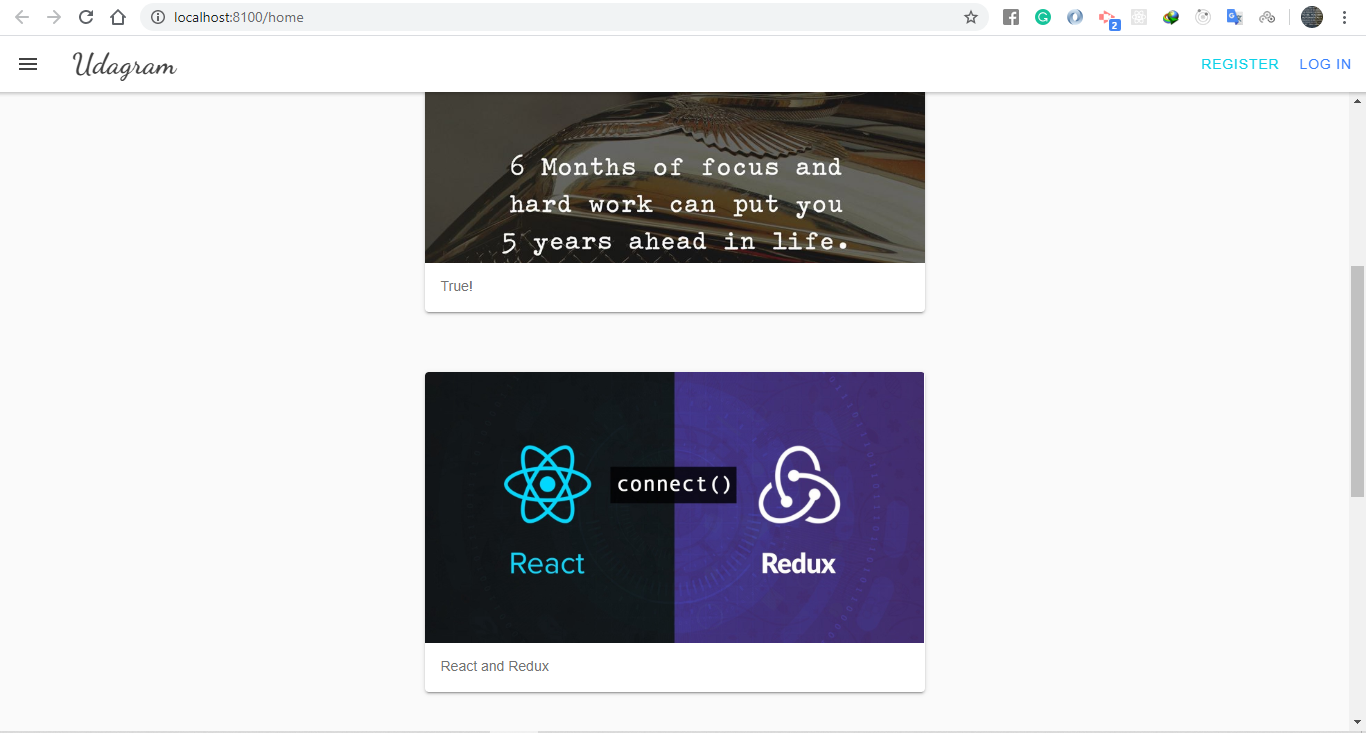 localhost:8100/home
2
Udagram
REGISTER
LOG IN
6 Months of focus and
hard work can put you
5 years ahead in life.
True!
connect()
React
Redux
React and Redux